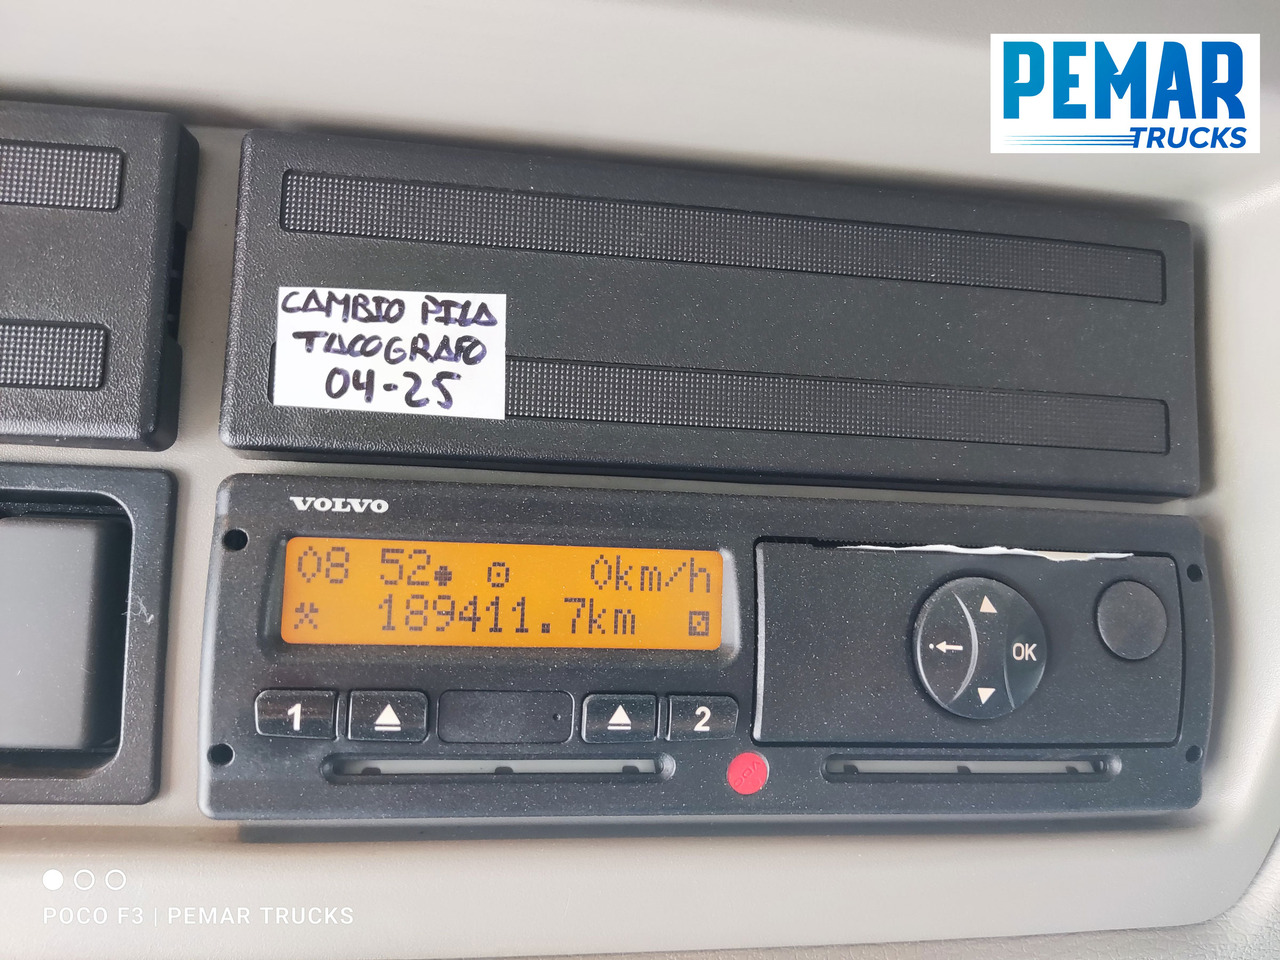 PEMAR
TRUCKS
CAMBIO PILA
TACOGRAFO
04-25
VOLVO
08 52 0km/h
189411.7km
1
2
OK
POCO F3 | PEMAR TRUCKS